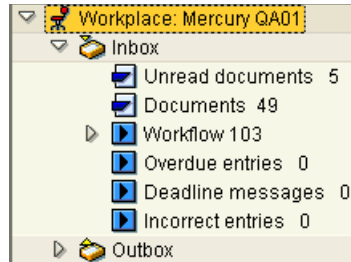 Workplace: Mercury QA01
Inbox
Unread documents 5
Documents 49
Workflow 103
Overdue entries 0
Deadline messages 0
Incorrect entries 0
Outbox